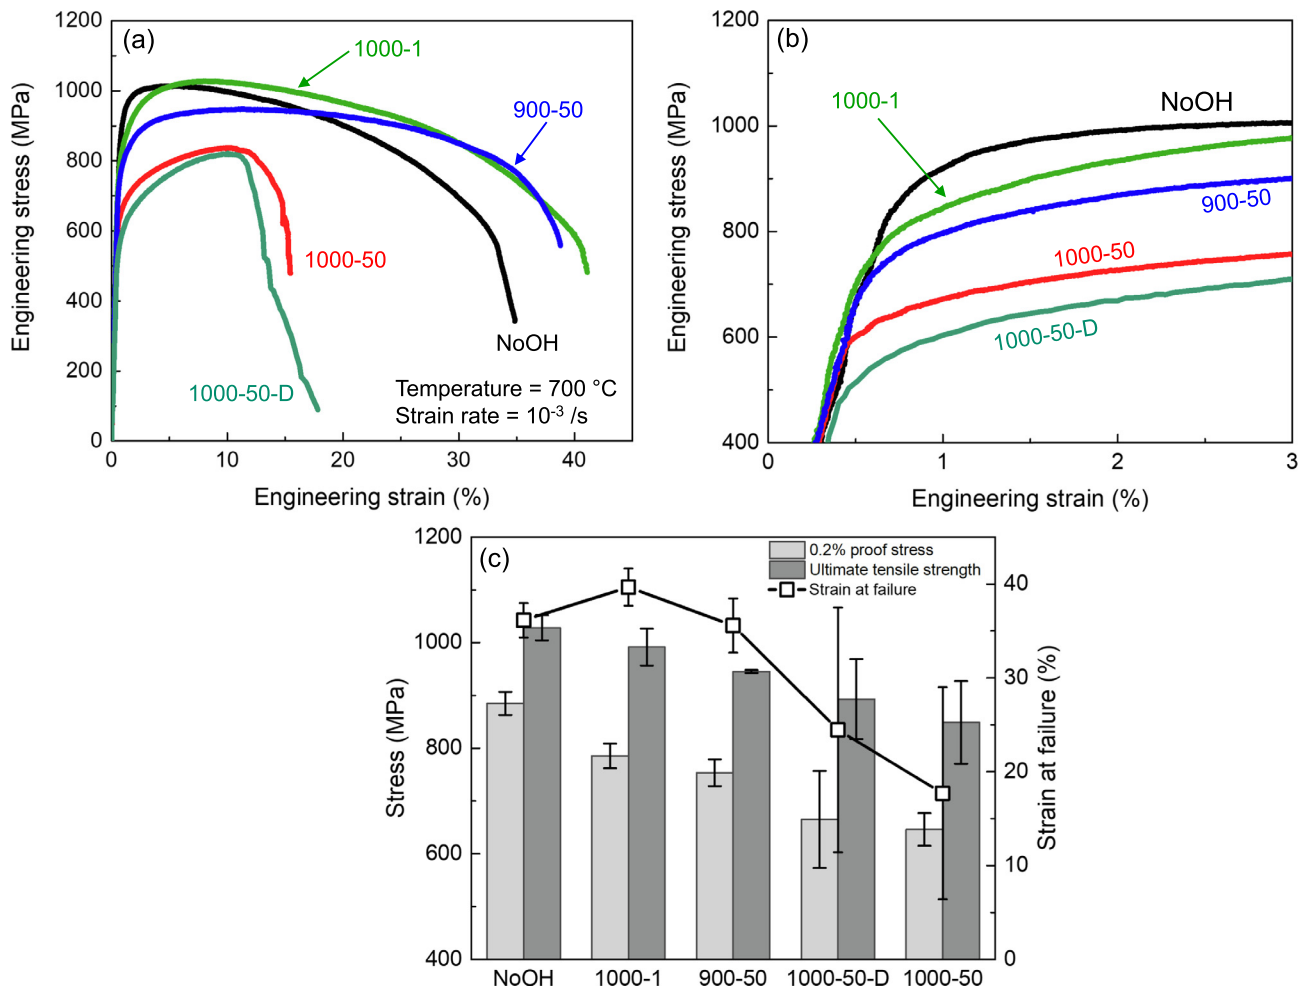 (a)
1200
1000
800
600
400
200
0
Engineering stress (MPa)
1000-1
900-50
1000-50
NoOH
1000-50-D
Temperature = 700 °C
Strain rate = 10⁻³ /s
0 10 20 30 40
Engineering strain (%)
(b)
1200
1000
800
600
400
Engineering stress (MPa)
1000-1
NoOH
900-50
1000-50
1000-50-D
0 1 2 3
Engineering strain (%)
(c)
1200
1000
800
600
400
Stress (MPa)
0.2% proof stress
Ultimate tensile strength
Strain at failure
40
30
20
10
0
Strain at failure (%)
NoOH 1000-1 900-50 1000-50-D 1000-50